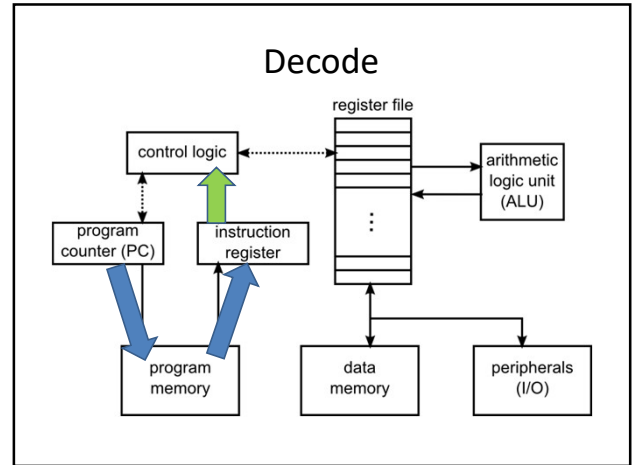 Decode
register file
control logic
arithmetic
logic unit
(ALU)
program
counter (PC)
instruction
register
program
memory
data
memory
peripherals
(I/O)